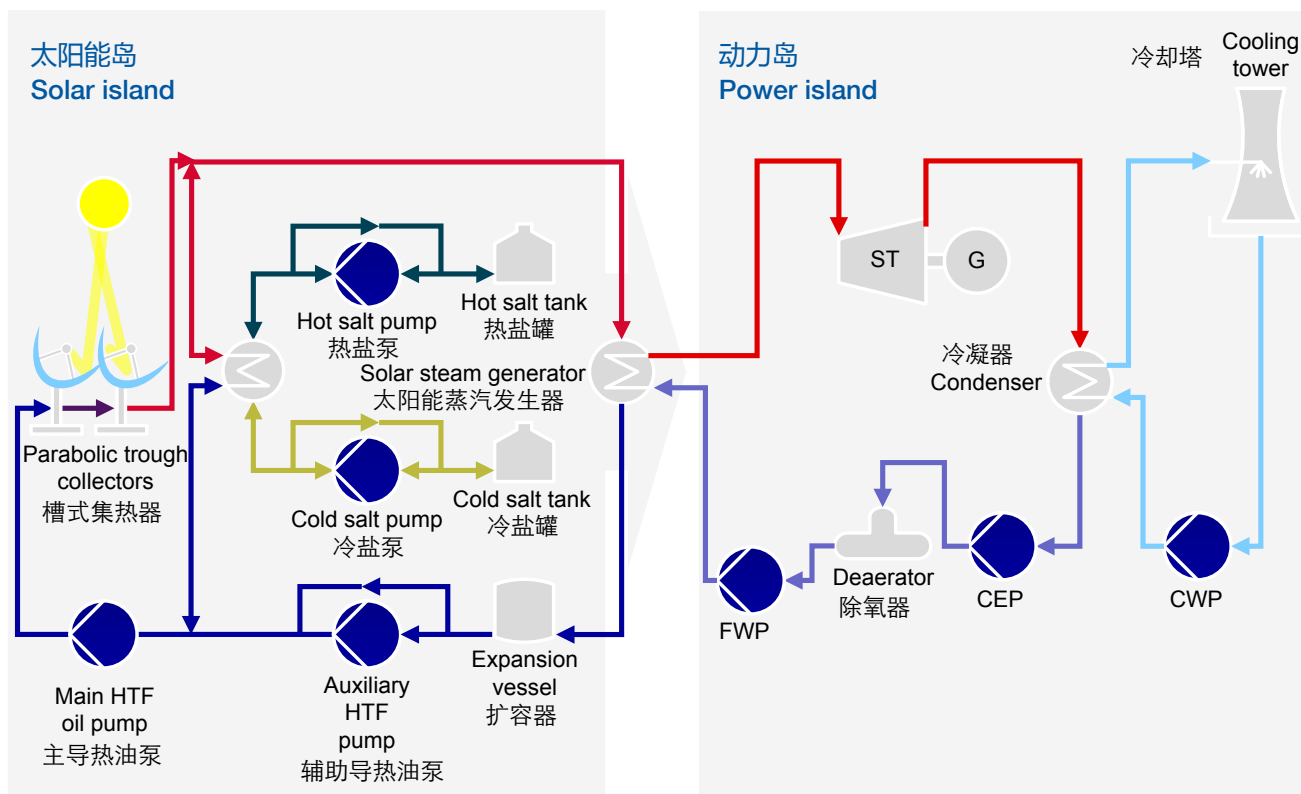 太阳能岛
Solar island
动力岛
Power island
冷却塔
Cooling
tower
ST
G
Hot salt pump
热盐泵
Hot salt tank
热盐罐
Solar steam generator
太阳能蒸汽发生器
冷凝器
Condenser
Parabolic trough
collectors
槽式集热器
Cold salt pump
冷盐泵
Cold salt tank
冷盐罐
Deaerator
除氧器
FWP
CEP
CWP
Main HTF
oil pump
主导热油泵
Auxiliary
HTF
pump
辅助导热油泵
Expansion
vessel
扩容器